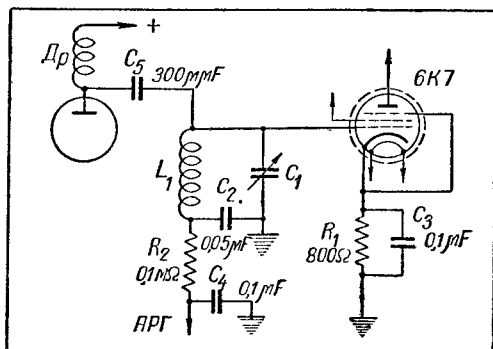 Др
+
C5
300mmF
6К7
L1
C1
C2
0,05mF
R2
0,1MΩ
C4
0,1mF
АРГ
R1
800Ω
C3
0,1mF